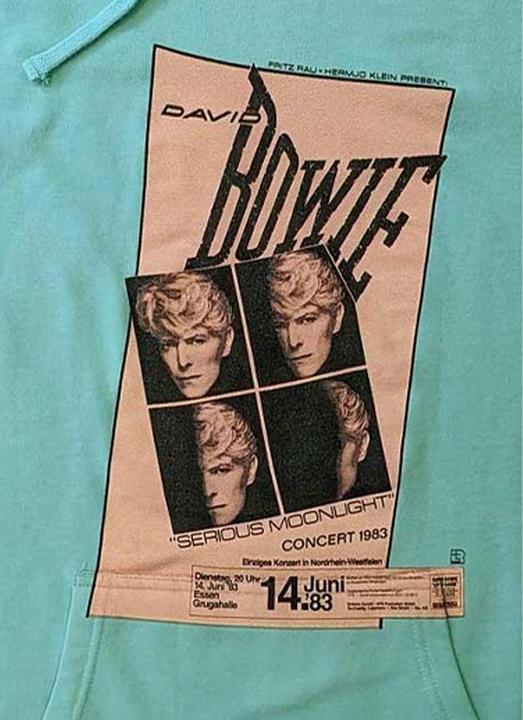 FRITZ RAU + HERMJO KLEIN PRESENT:
DAVID
BOWIE
"SERIOUS MOONLIGHT"
CONCERT 1983
Einziges Konzert in Nordrhein-Westfalen
Dienstag, 20 Uhr
14. Juni '83
Essen
Grugahalle
14. Juni '83